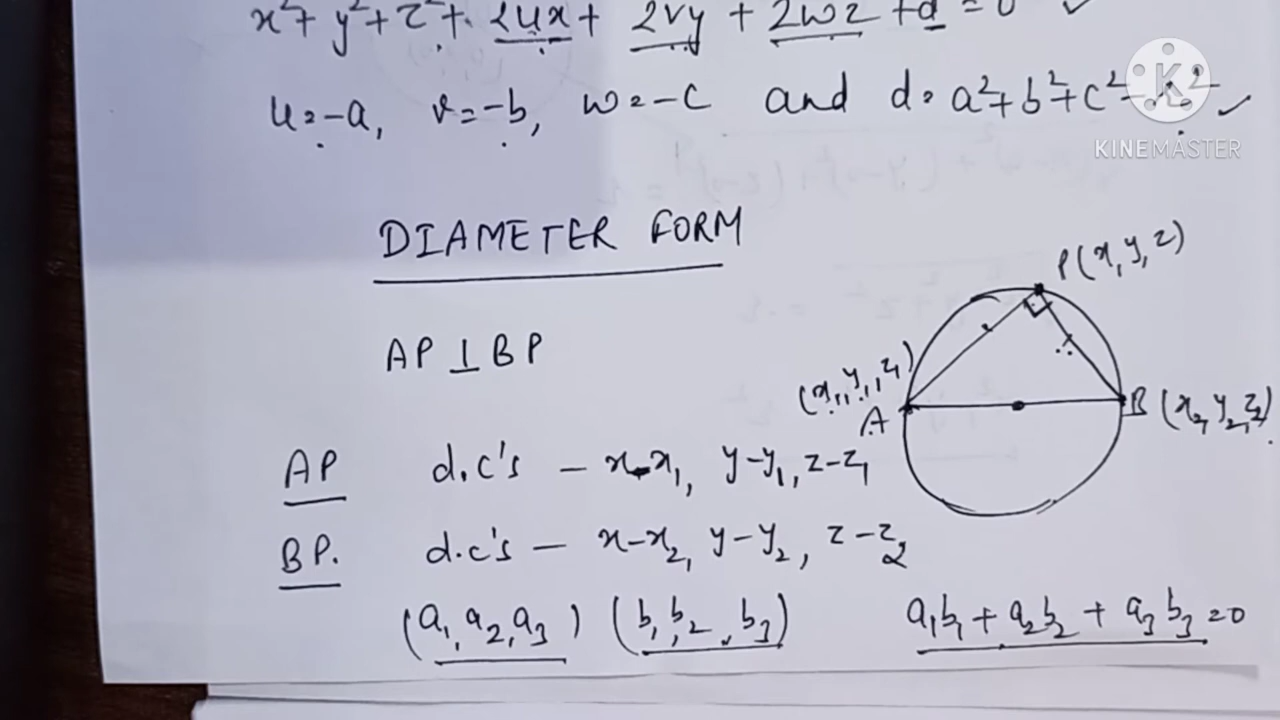 x²+ y²+ z²+ 2ux + 2vy + 2wz + d = 0 ✓
u=-a, v=-b, w=-c and d= a²+b²+c²-r² ✓
KINEMASTER
DIAMETER FORM
P(x, y, z)
AP ⊥ BP
(x₁, y₁, z₁)
A
B (x₂, y₂, z₂)
AP d.c's — x-x₁, y-y₁, z-z₁
BP. d.c's — x-x₂, y-y₂, z-z₂
(a₁, a₂, a₃) (b₁, b₂, b₃) a₁b₁ + a₂b₂ + a₃b₃ = 0